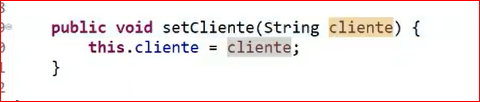 public void setCliente(String cliente) {
this.cliente = cliente;
}